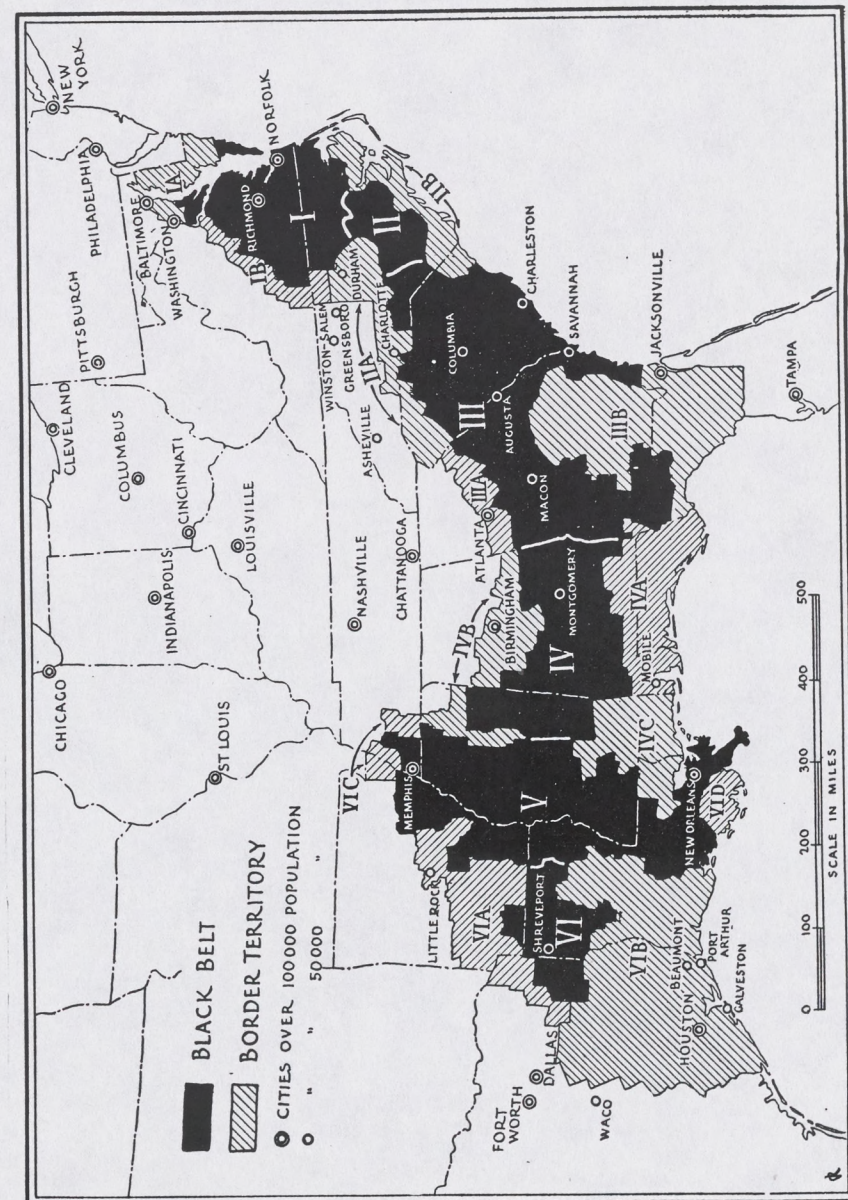 BLACK BELT
BORDER TERRITORY
CITIES OVER 100 000 POPULATION
" " 50 000 "
SCALE IN MILES
0 100 200 300 400 500
CHICAGO
CLEVELAND
PITTSBURGH
PHILADELPHIA
NEW
YORK
BALTIMORE
WASHINGTON
COLUMBUS
INDIANAPOLIS
CINCINNATI
ST LOUIS
LOUISVILLE
RICHMOND
NORFOLK
IA
IB
I
NASHVILLE
CHATTANOOGA
ASHEVILLE
WINSTON-SALEM
GREENSBORO
DURHAM
CHARLOTTE
IIA
II
IIB
VIC
MEMPHIS
LITTLE ROCK
IVB
BIRMINGHAM
ATLANTA
IIIA
III
COLUMBIA
AUGUSTA
CHARLESTON
SAVANNAH
MACON
IIIB
JACKSONVILLE
TAMPA
MONTGOMERY
IV
IVA
MOBILE
IVC
V
NEW ORLEANS
VID
VIA
SHREVEPORT
VI
VIB
FORT
WORTH
DALLAS
WACO
BEAUMONT
PORT
ARTHUR
HOUSTON
GALVESTON